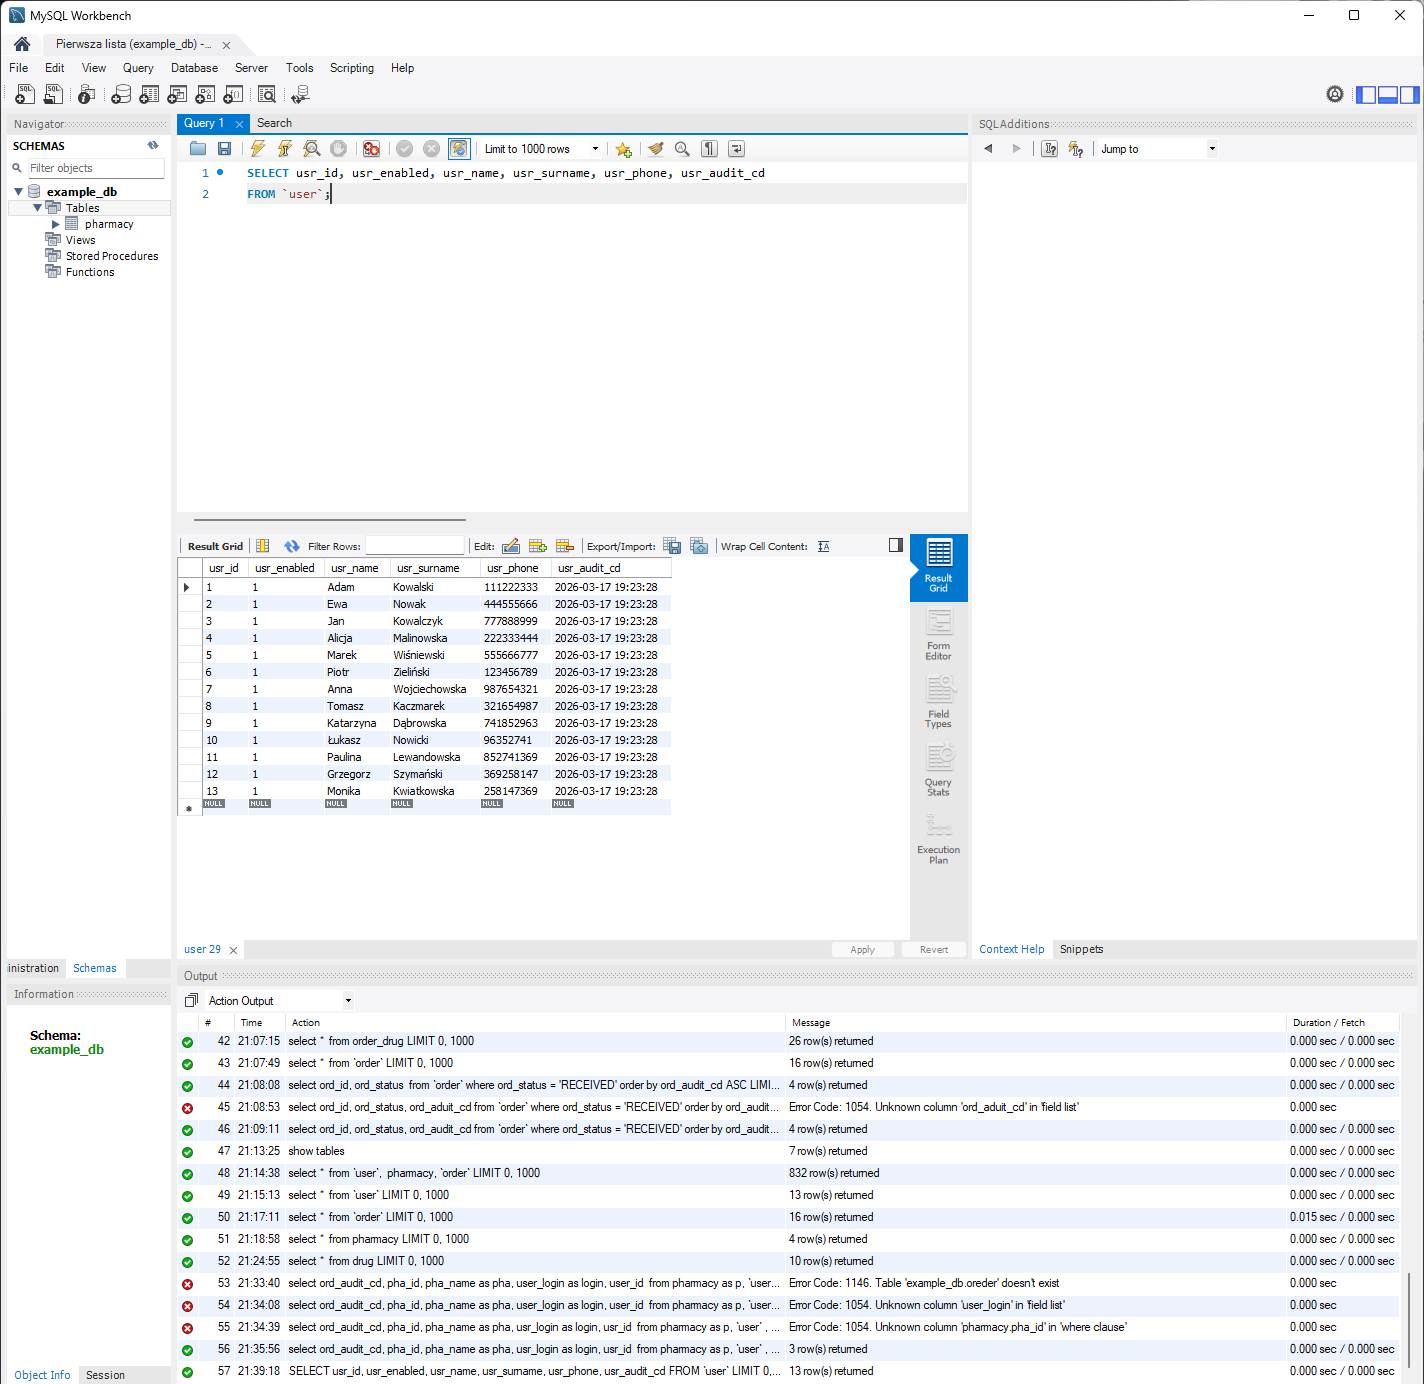 MySQL Workbench
Pierwsza lista (example_db) -...
File Edit View Query Database Server Tools Scripting Help
Navigator
SCHEMAS
Filter objects
example_db
Tables
pharmacy
Views
Stored Procedures
Functions
Query 1 Search
Limit to 1000 rows
1 SELECT usr_id, usr_enabled, usr_name, usr_surname, usr_phone, usr_audit_cd
2 FROM `user`;
SQLAdditions
Jump to
Result Grid Filter Rows: Edit: Export/Import: Wrap Cell Content:
usr_id usr_enabled usr_name usr_surname usr_phone usr_audit_cd
1 1 Adam Kowalski 111222333 2026-03-17 19:23:28
2 1 Ewa Nowak 444555666 2026-03-17 19:23:28
3 1 Jan Kowalczyk 777888999 2026-03-17 19:23:28
4 1 Alicja Malinowska 222333444 2026-03-17 19:23:28
5 1 Marek Wiśniewski 555666777 2026-03-17 19:23:28
6 1 Piotr Zieliński 123456789 2026-03-17 19:23:28
7 1 Anna Wojciechowska 987654321 2026-03-17 19:23:28
8 1 Tomasz Kaczmarek 321654987 2026-03-17 19:23:28
9 1 Katarzyna Dąbrowska 741852963 2026-03-17 19:23:28
10 1 Łukasz Nowicki 96352741 2026-03-17 19:23:28
11 1 Paulina Lewandowska 852741369 2026-03-17 19:23:28
12 1 Grzegorz Szymański 369258147 2026-03-17 19:23:28
13 1 Monika Kwiatkowska 258147369 2026-03-17 19:23:28
NULL NULL NULL NULL NULL NULL
Result
Grid
Form
Editor
Field
Types
Query
Stats
Execution
Plan
user 29 Apply Revert
Context Help Snippets
inistration Schemas
Information
Schema:
example_db
Object Info Session
Output
Action Output
# Time Action Message Duration / Fetch
42 21:07:15 select * from order_drug LIMIT 0, 1000 26 row(s) returned 0.000 sec / 0.000 sec
43 21:07:49 select * from `order` LIMIT 0, 1000 16 row(s) returned 0.000 sec / 0.000 sec
44 21:08:08 select ord_id, ord_status from `order` where ord_status = 'RECEIVED' order by ord_audit_cd ASC LIMI... 4 row(s) returned 0.000 sec / 0.000 sec
45 21:08:53 select ord_id, ord_status, ord_aduit_cd from `order` where ord_status = 'RECEIVED' order by ord_audit... Error Code: 1054. Unknown column 'ord_aduit_cd' in 'field list' 0.000 sec
46 21:09:11 select ord_id, ord_status, ord_audit_cd from `order` where ord_status = 'RECEIVED' order by ord_audit... 4 row(s) returned 0.000 sec / 0.000 sec
47 21:13:25 show tables 7 row(s) returned 0.000 sec / 0.000 sec
48 21:14:38 select * from `user`, pharmacy, `order` LIMIT 0, 1000 832 row(s) returned 0.000 sec / 0.000 sec
49 21:15:13 select * from `user` LIMIT 0, 1000 13 row(s) returned 0.000 sec / 0.000 sec
50 21:17:11 select * from `order` LIMIT 0, 1000 16 row(s) returned 0.015 sec / 0.000 sec
51 21:18:58 select * from pharmacy LIMIT 0, 1000 4 row(s) returned 0.000 sec / 0.000 sec
52 21:24:55 select * from drug LIMIT 0, 1000 10 row(s) returned 0.000 sec / 0.000 sec
53 21:33:40 select ord_audit_cd, pha_id, pha_name as pha, user_login as login, user_id from pharmacy as p, `user... Error Code: 1146. Table 'example_db.oreder' doesn't exist 0.000 sec
54 21:34:08 select ord_audit_cd, pha_id, pha_name as pha, user_login as login, user_id from pharmacy as p, `user... Error Code: 1054. Unknown column 'user_login' in 'field list' 0.000 sec
55 21:34:39 select ord_audit_cd, pha_id, pha_name as pha, usr_login as login, usr_id from pharmacy as p, `user` , ... Error Code: 1054. Unknown column 'pharmacy.pha_id' in 'where clause' 0.000 sec
56 21:35:56 select ord_audit_cd, pha_id, pha_name as pha, usr_login as login, usr_id from pharmacy as p, `user` , ... 3 row(s) returned 0.000 sec / 0.000 sec
57 21:39:18 SELECT usr_id, usr_enabled, usr_name, usr_surname, usr_phone, usr_audit_cd FROM `user` LIMIT 0,... 13 row(s) returned 0.000 sec / 0.000 sec